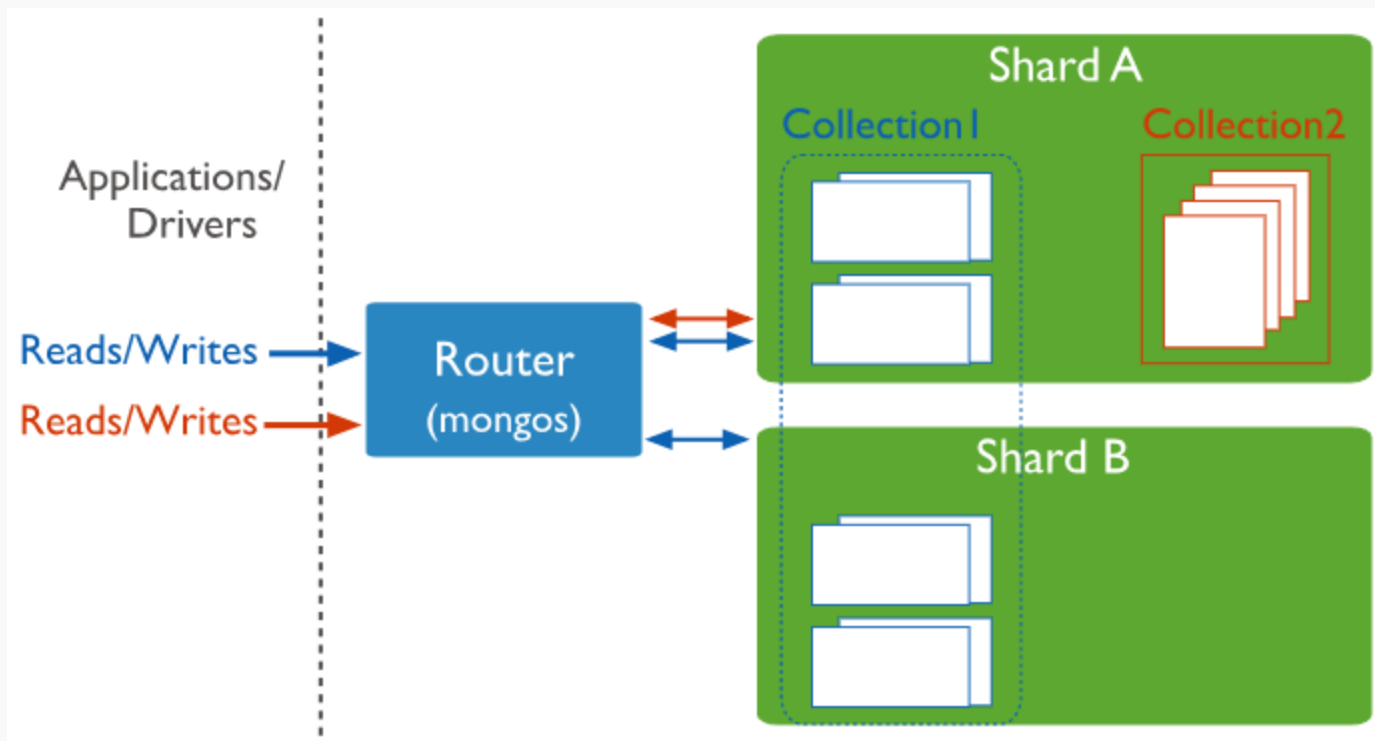 Applications/
Drivers
Reads/Writes
Reads/Writes
Router
(mongos)
Shard A
Collection1
Collection2
Shard B